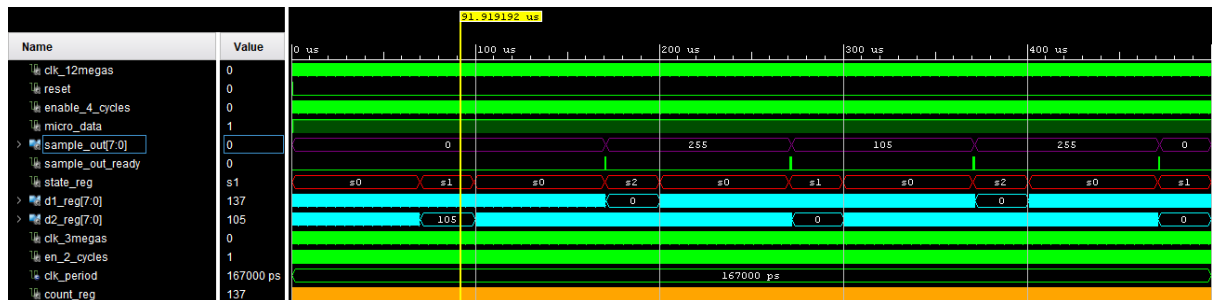 91.919192 us
Name Value 0 us 100 us 200 us 300 us 400 us
clk_12megas 0
reset 0
enable_4_cycles 0
micro_data 1
> sample_out[7:0] 0 0 255 105 255 0
sample_out_ready 0
state_reg s1 s0 s1 s0 s2 s0 s1 s0 s2 s0 s1
> d1_reg[7:0] 137 0 0
> d2_reg[7:0] 105 105 0 0
clk_3megas 0
en_2_cycles 1
clk_period 167000 ps 167000 ps
count_reg 137